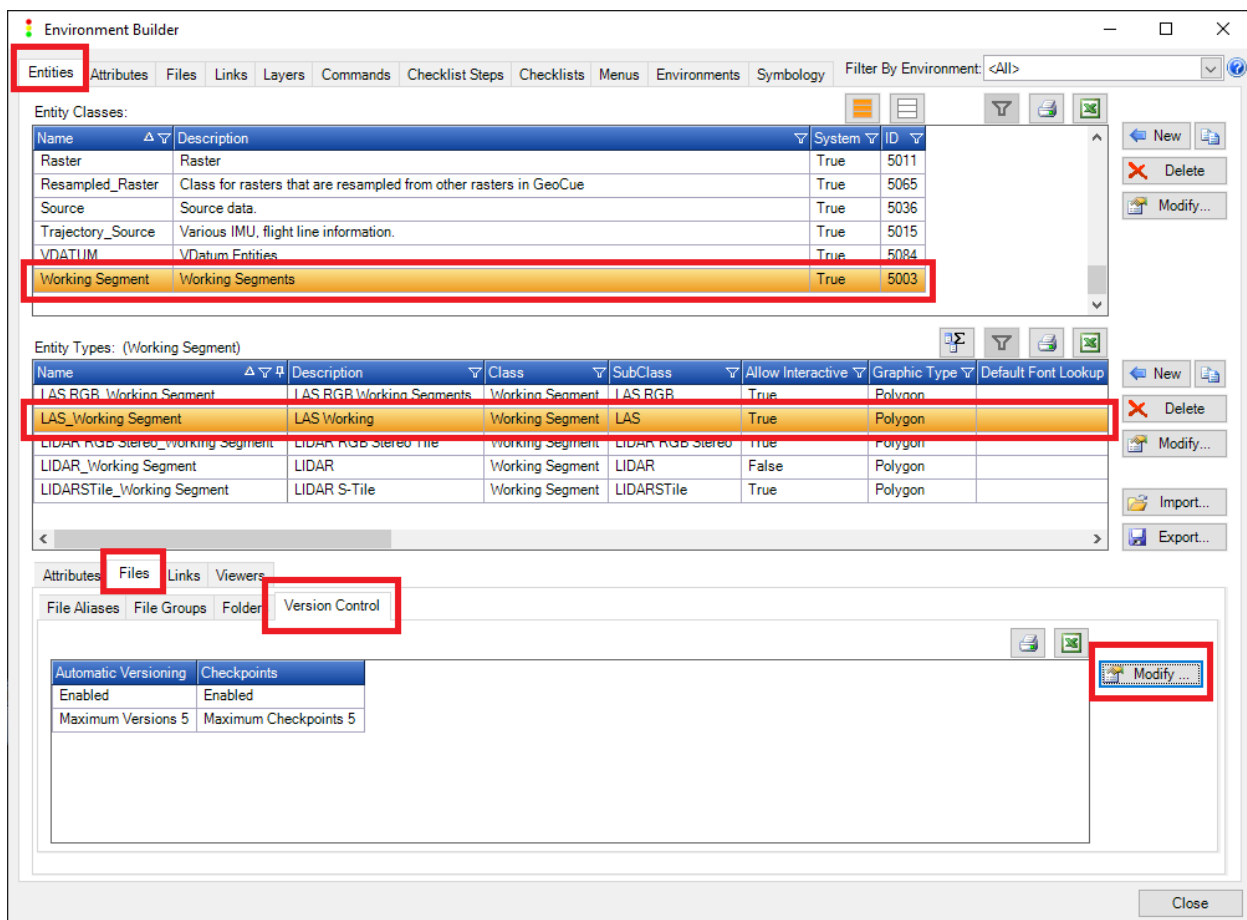 Environment Builder
Entities Attributes Files Links Layers Commands Checklist Steps Checklists Menus Environments Symbology Filter By Environment: <All>
Entity Classes:
Name Description System ID
Raster Raster True 5011
Resampled_Raster Class for rasters that are resampled from other rasters in GeoCue True 5065
Source Source data. True 5036
Trajectory_Source Various IMU, flight line information. True 5015
VDATUM VDatum Entities True 5084
Working Segment Working Segments True 5003
New
Delete
Modify...
Entity Types: (Working Segment)
Name Description Class SubClass Allow Interactive Graphic Type Default Font Lookup
LAS RGB_Working Segment LAS RGB Working Segments Working Segment LAS RGB True Polygon
LAS_Working Segment LAS Working Working Segment LAS True Polygon
LIDAR RGB Stereo_Working Segment LIDAR RGB Stereo Tile Working Segment LIDAR RGB Stereo True Polygon
LIDAR_Working Segment LIDAR Working Segment LIDAR False Polygon
LIDARSTile_Working Segment LIDAR S-Tile Working Segment LIDARSTile True Polygon
New
Delete
Modify...
Import...
Export...
Attributes Files Links Viewers
File Aliases File Groups Folder Version Control
Automatic Versioning Checkpoints
Enabled Enabled
Maximum Versions 5 Maximum Checkpoints 5
Modify ...
Close